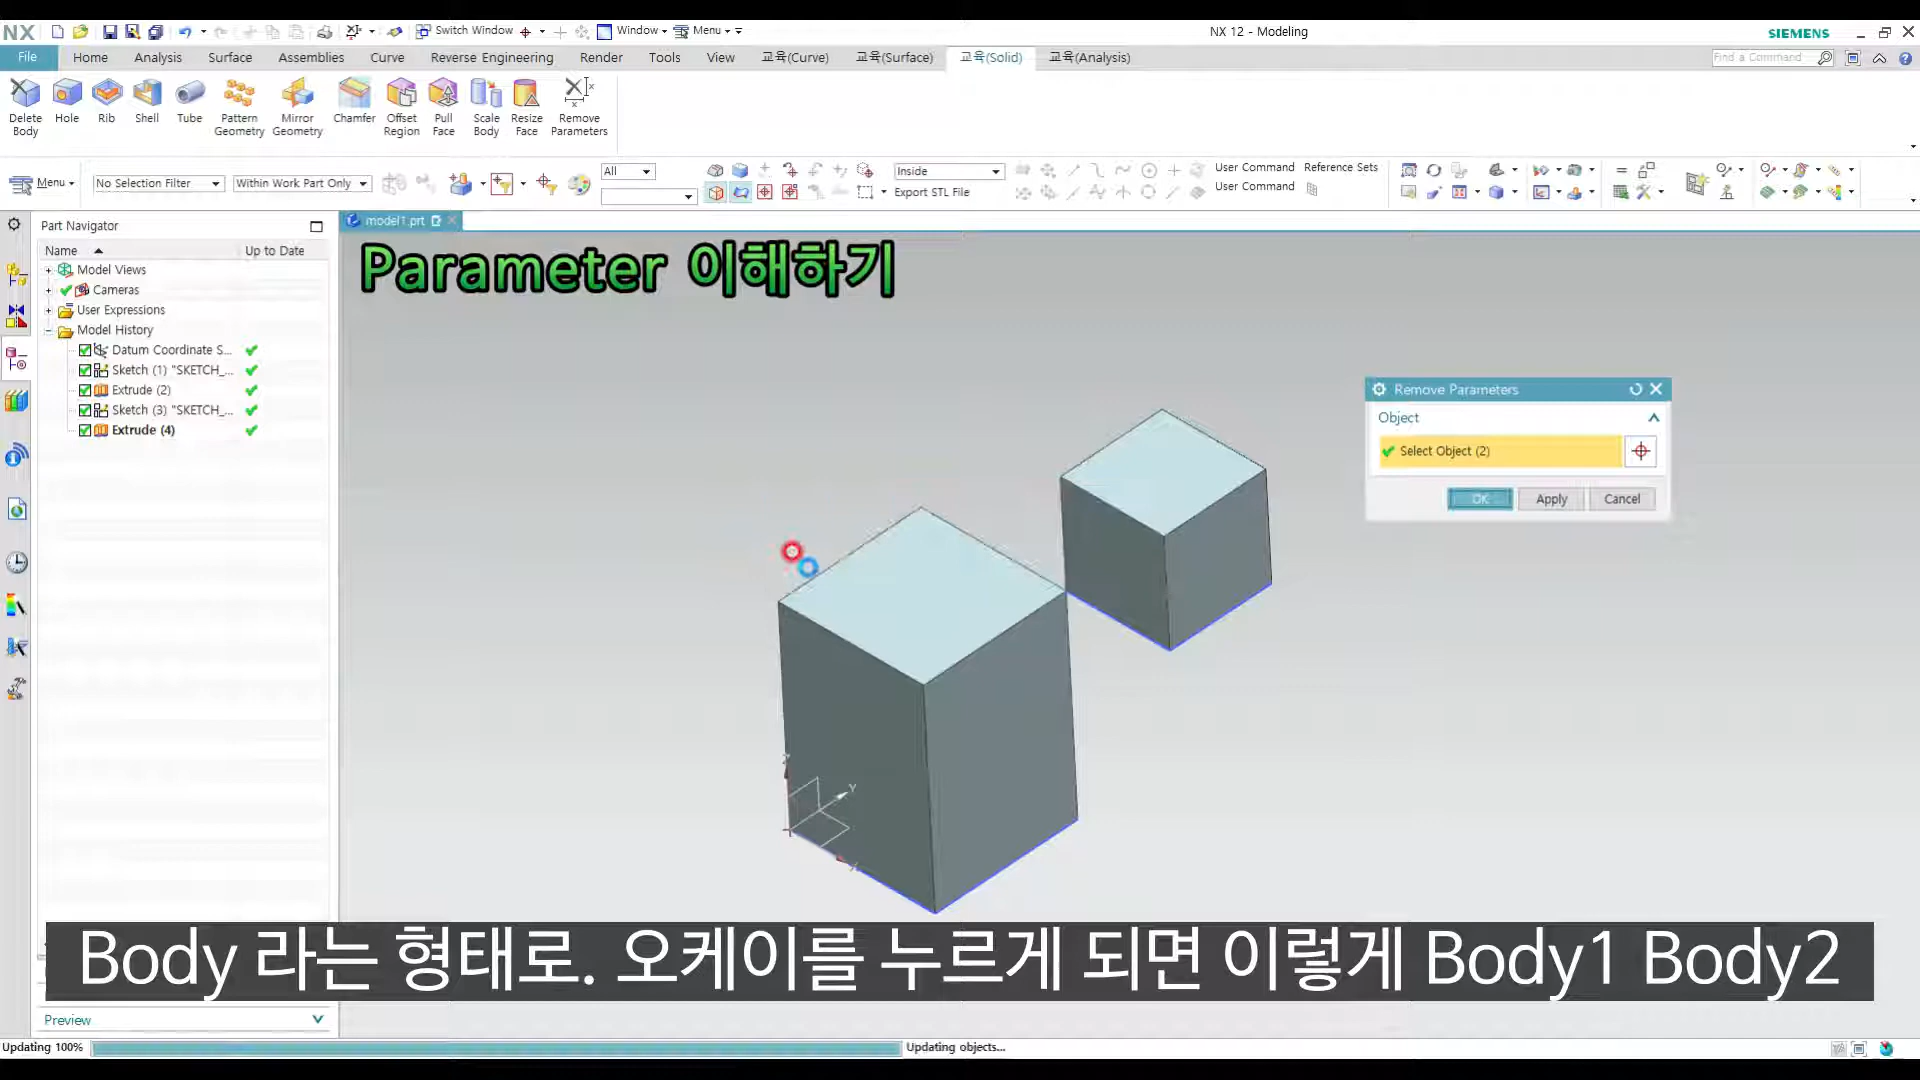 NX
Switch Window
Window
Menu
NX 12 - Modeling
SIEMENS
File
Home
Analysis
Surface
Assemblies
Curve
Reverse Engineering
Render
Tools
View
교육(Curve)
교육(Surface)
교육(Solid)
교육(Analysis)
Find a Command
Delete Body
Hole
Rib
Shell
Tube
Pattern Geometry
Mirror Geometry
Chamfer
Offset Region
Pull Face
Scale Body
Resize Face
Remove Parameters
Menu
No Selection Filter
Within Work Part Only
All
Inside
Export STL File
User Command
Reference Sets
User Command
Part Navigator
model1.prt
Name
Up to Date
Model Views
Cameras
User Expressions
Model History
Datum Coordinate S...
Sketch (1) "SKETCH_...
Extrude (2)
Sketch (3) "SKETCH_...
Extrude (4)
Parameter 이해하기
Remove Parameters
Object
Select Object (2)
OK
Apply
Cancel
Y
Body 라는 형태로. 오케이를 누르게 되면 이렇게 Body1 Body2
Preview
Updating 100%
Updating objects...